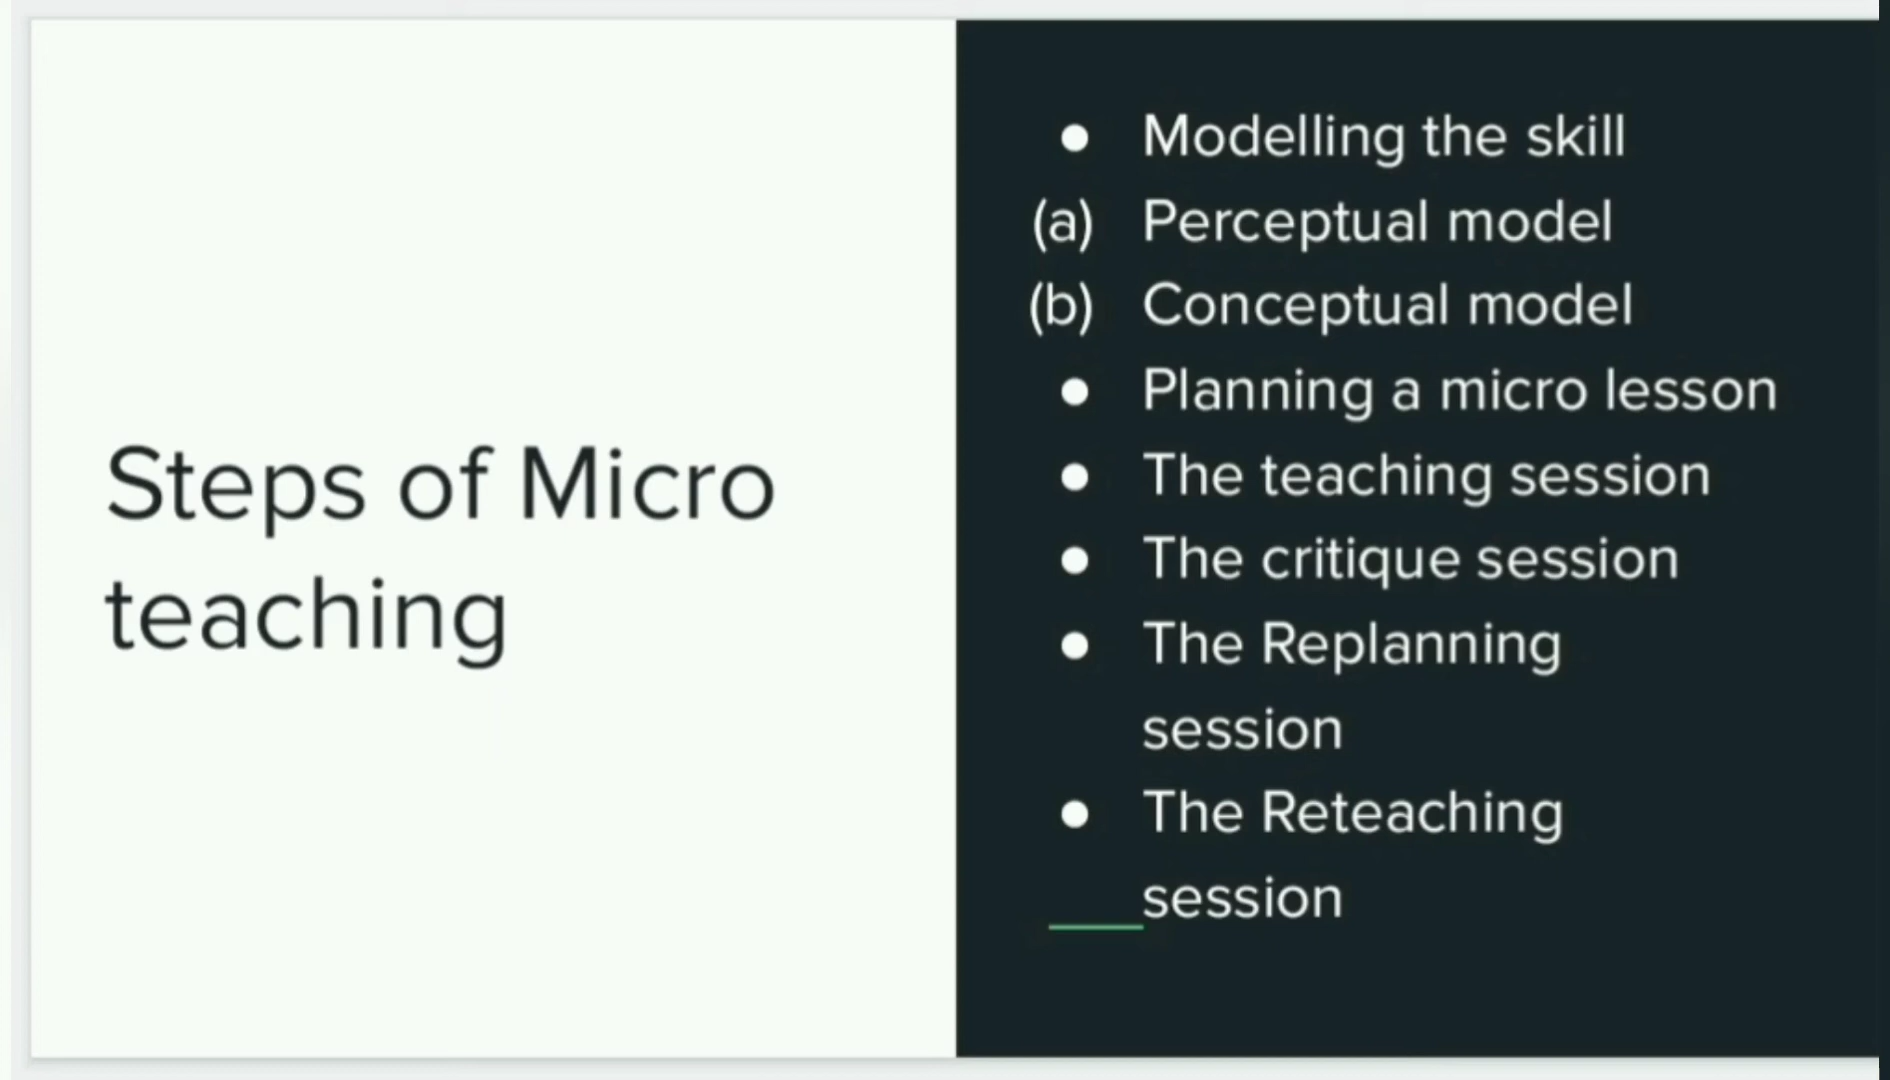 Steps of Micro
teaching
● Modelling the skill
(a) Perceptual model
(b) Conceptual model
● Planning a micro lesson
● The teaching session
● The critique session
● The Replanning
session
● The Reteaching
session